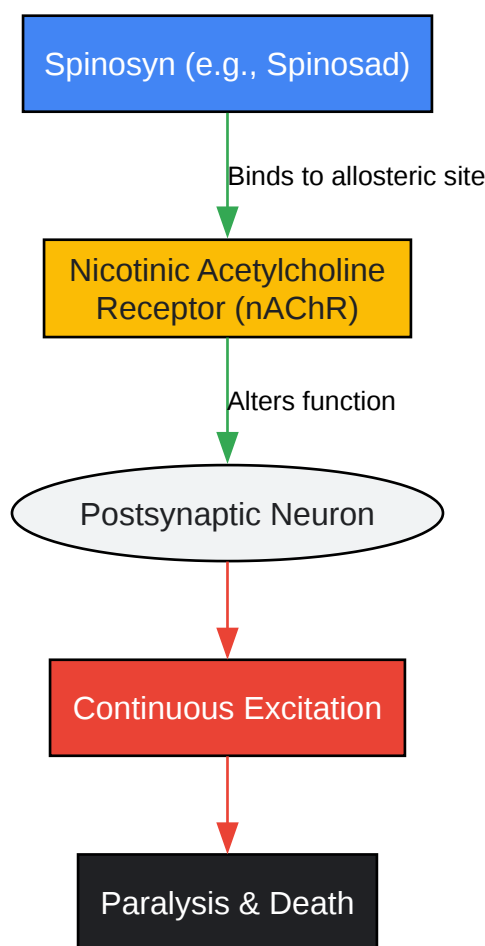 Spinosyn (e.g., Spinosad)
Binds to allosteric site
Nicotinic Acetylcholine
Receptor (nAChR)
Alters function
Postsynaptic Neuron
Continuous Excitation
Paralysis & Death